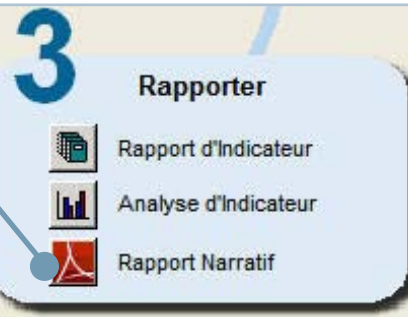 3
Rapporter
Rapport d'Indicateur
Analyse d'Indicateur
Rapport Narratif